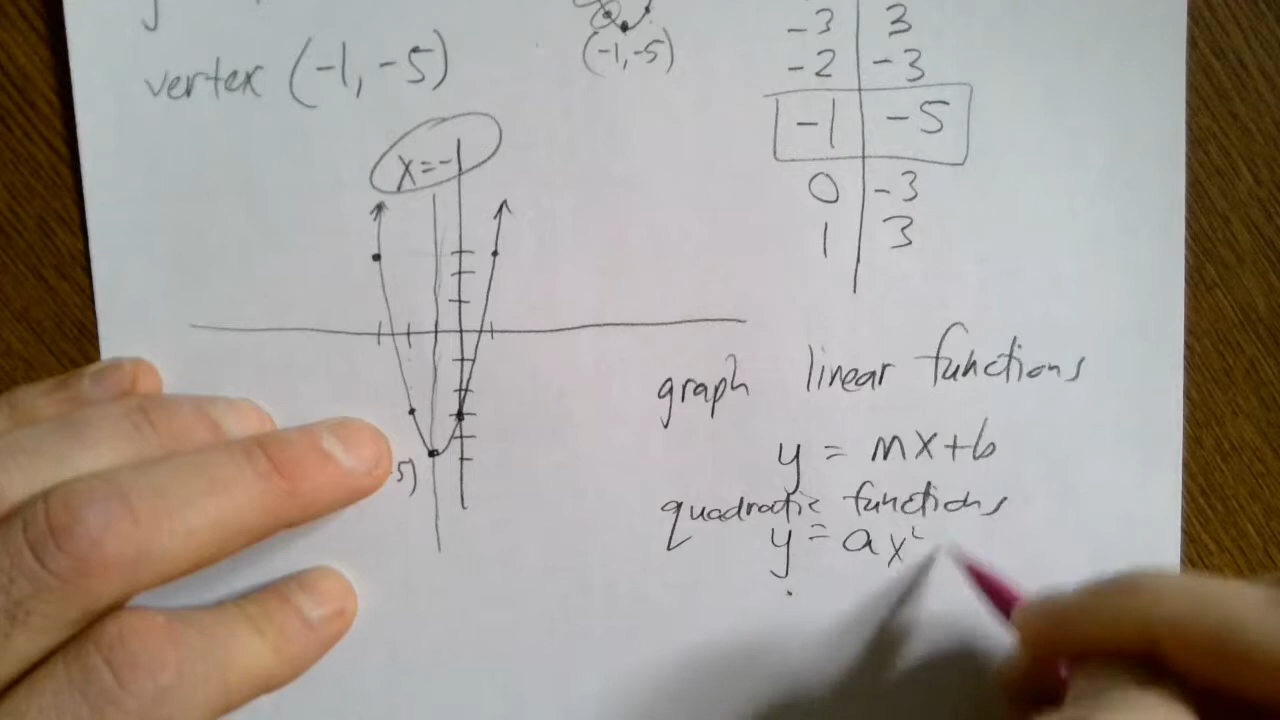 vertex (-1, -5)
(-1, -5)
-3 | 3
-2 | -3
-1 | -5
0 | -3
1 | 3
x = -1
5)
graph linear functions
y = mx+b
quadratic functions
y = ax²